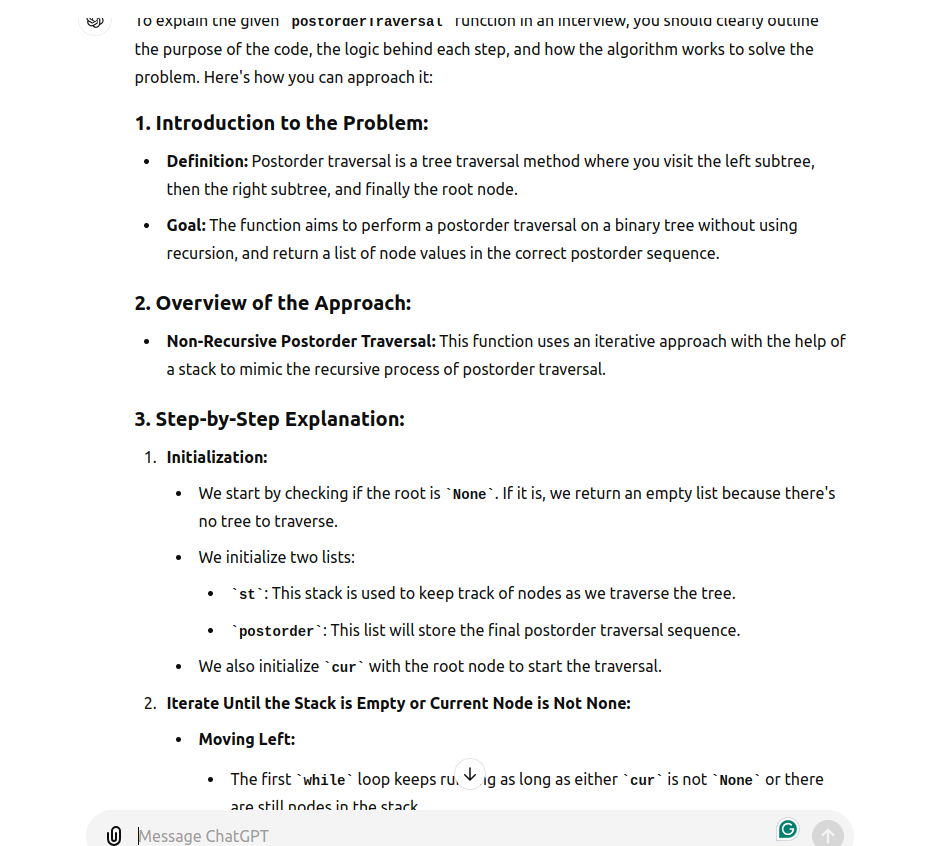 To explain the given `postorderTraversal` function in an interview, you should clearly outline
the purpose of the code, the logic behind each step, and how the algorithm works to solve the
problem. Here's how you can approach it:
1. Introduction to the Problem:
• Definition: Postorder traversal is a tree traversal method where you visit the left subtree,
then the right subtree, and finally the root node.
• Goal: The function aims to perform a postorder traversal on a binary tree without using
recursion, and return a list of node values in the correct postorder sequence.
2. Overview of the Approach:
• Non-Recursive Postorder Traversal: This function uses an iterative approach with the help of
a stack to mimic the recursive process of postorder traversal.
3. Step-by-Step Explanation:
1. Initialization:
• We start by checking if the root is `None`. If it is, we return an empty list because there's
no tree to traverse.
• We initialize two lists:
• `st`: This stack is used to keep track of nodes as we traverse the tree.
• `postorder`: This list will store the final postorder traversal sequence.
• We also initialize `cur` with the root node to start the traversal.
2. Iterate Until the Stack is Empty or Current Node is Not None:
• Moving Left:
• The first `while` loop keeps as long as either `cur` is not `None` or there
are still nodes in the stack
Message ChatGPT